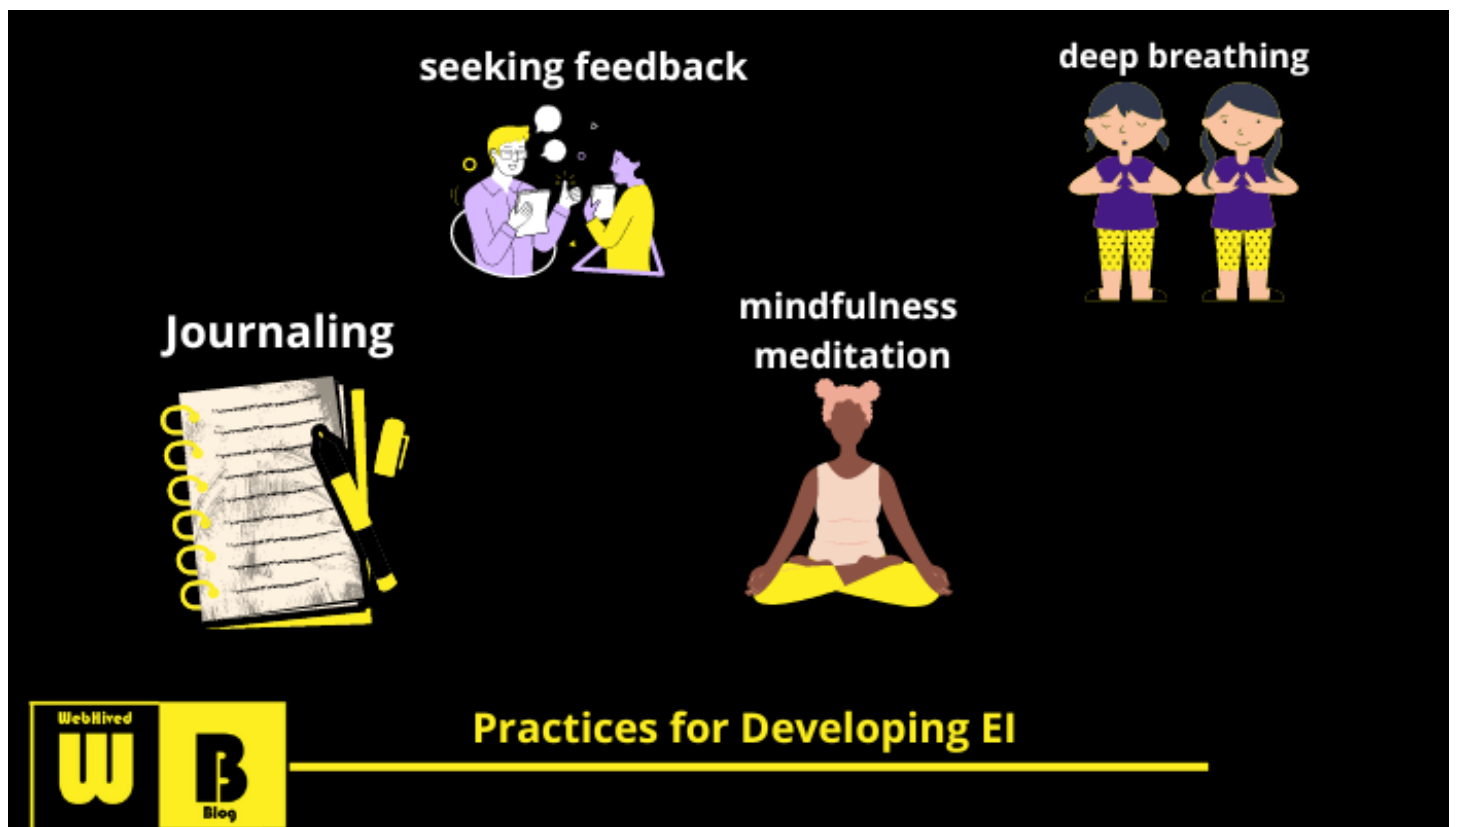 seeking feedback
deep breathing
Journaling
mindfulness
meditation
Practices for Developing EI
WebHived
W
B
Blog